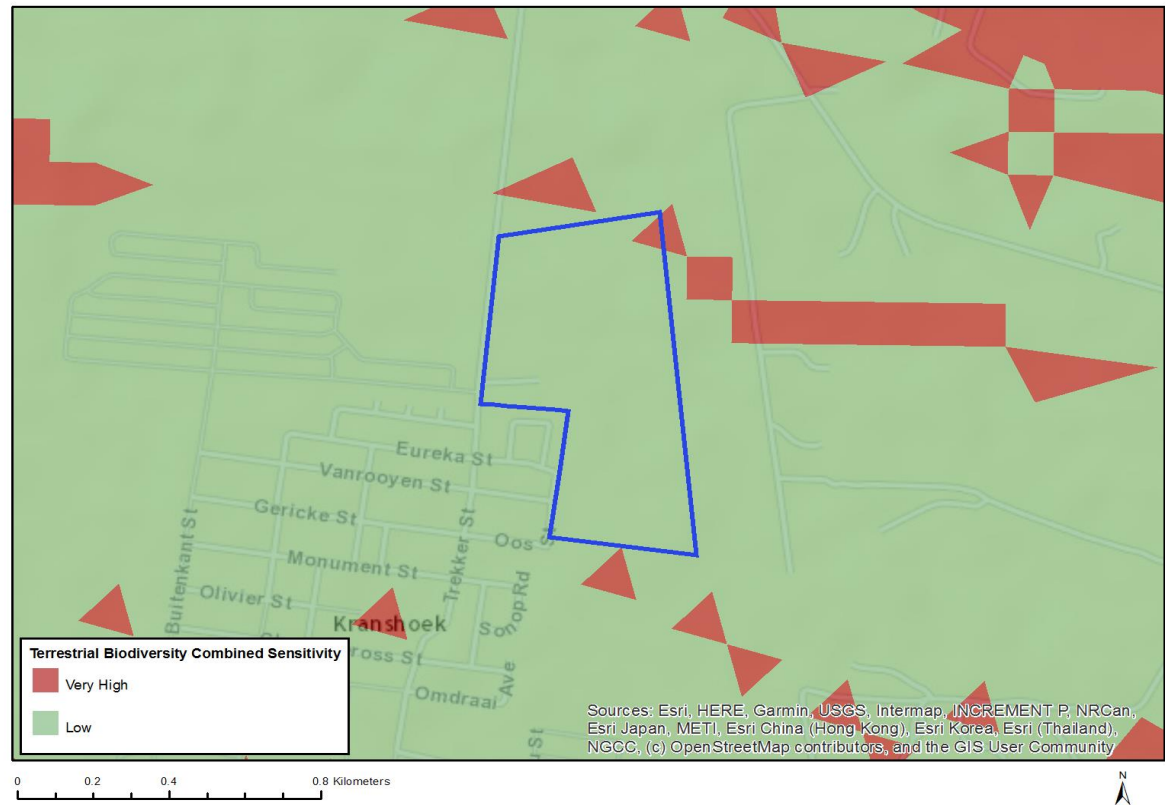 Eureka St
Vanrooyen St
Gericke St
Oos St
Monument St
Trekker St
Buitenkant St
Olivier St
Kranshoek
Sonop Rd
ross St
Omdraai
Ave
u St
Terrestrial Biodiversity Combined Sensitivity
Very High
Low
Sources: Esri, HERE, Garmin, USGS, Intermap, INCREMENT P, NRCan,
Esri Japan, METI, Esri China (Hong Kong), Esri Korea, Esri (Thailand),
NGCC, (c) OpenStreetMap contributors, and the GIS User Community
0 0.2 0.4 0.8 Kilometers
N